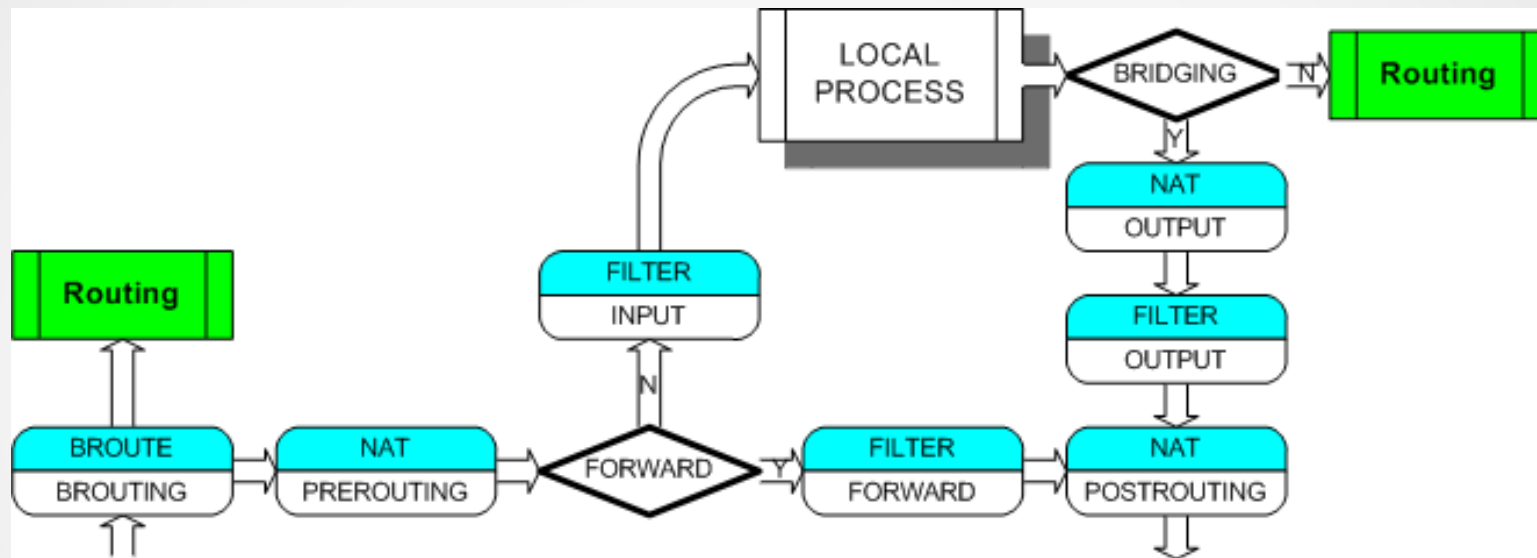 LOCAL
PROCESS
BRIDGING
N
Routing
Y
NAT
OUTPUT
Routing
FILTER
INPUT
FILTER
OUTPUT
N
BROUTE
BROUTING
NAT
PREROUTING
FORWARD
Y
FILTER
FORWARD
NAT
POSTROUTING